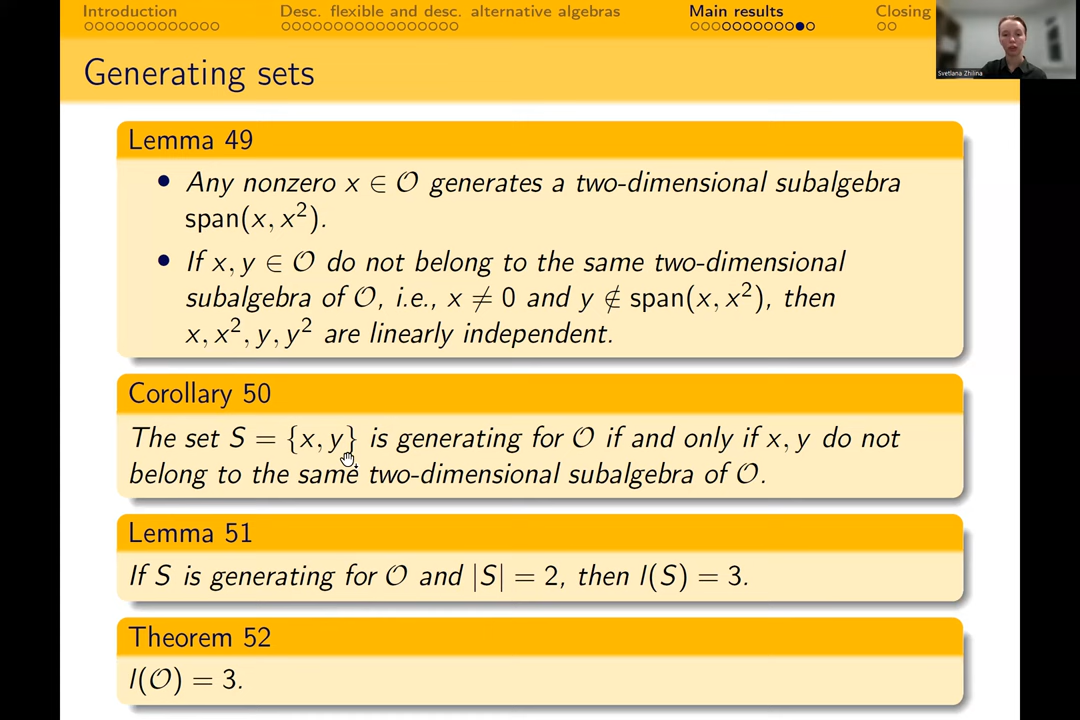 Introduction
Desc. flexible and desc. alternative algebras
Main results
Closing
Svetlana Zhilina
Generating sets
Lemma 49
• Any nonzero x ∈ 𝒪 generates a two-dimensional subalgebra
span(x, x²).
• If x, y ∈ 𝒪 do not belong to the same two-dimensional
subalgebra of 𝒪, i.e., x ≠ 0 and y ∉ span(x, x²), then
x, x², y, y² are linearly independent.
Corollary 50
The set S = {x, y} is generating for 𝒪 if and only if x, y do not
belong to the same two-dimensional subalgebra of 𝒪.
Lemma 51
If S is generating for 𝒪 and |S| = 2, then l(S) = 3.
Theorem 52
l(𝒪) = 3.